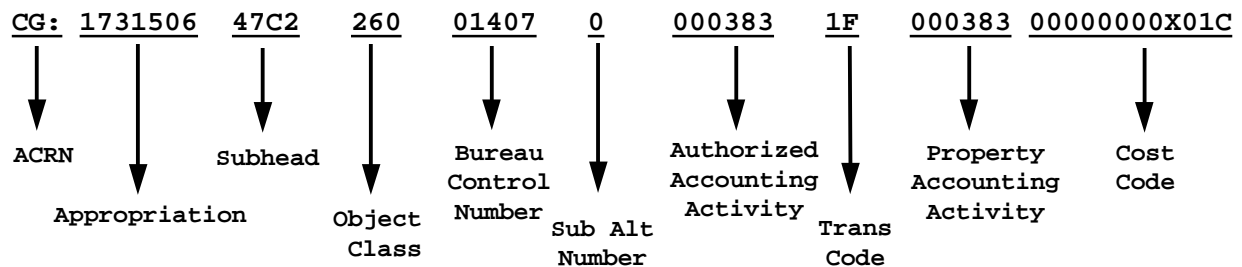 CG: 1731506 47C2 260 01407 0 000383 1F 000383 00000000X01C
ACRN
Appropriation
Subhead
Object
Class
Bureau
Control
Number
Sub Alt
Number
Authorized
Accounting
Activity
Trans
Code
Property
Accounting
Activity
Cost
Code